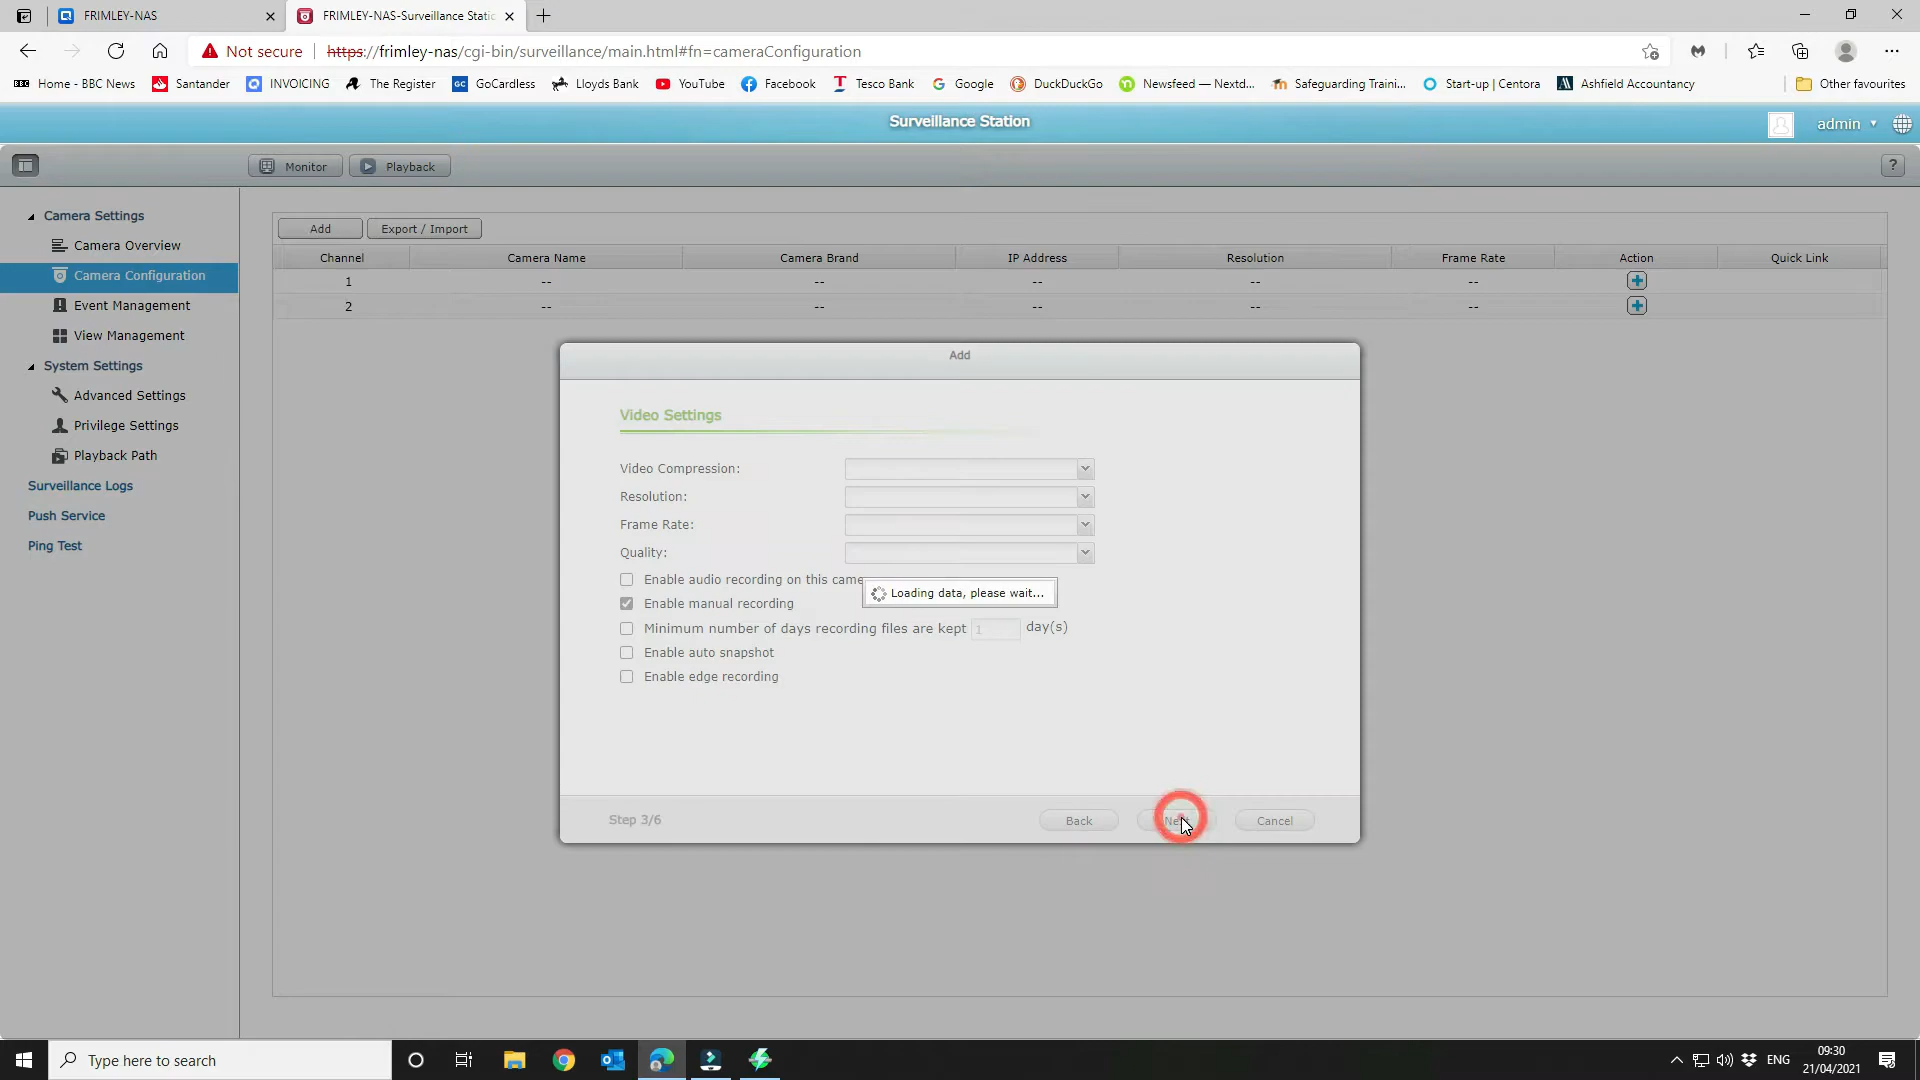 FRIMLEY-NAS
FRIMLEY-NAS-Surveillance Static
Not secure https://frimley-nas/cgi-bin/surveillance/main.html#fn=cameraConfiguration
BBC Home - BBC News Santander INVOICING The Register GC GoCardless Lloyds Bank YouTube Facebook Tesco Bank Google DuckDuckGo Newsfeed — Nextd... Safeguarding Traini... Start-up | Centora Ashfield Accountancy Other favourites
Surveillance Station
admin
Monitor Playback ?
Camera Settings
Camera Overview
Camera Configuration
Event Management
View Management
System Settings
Advanced Settings
Privilege Settings
Playback Path
Surveillance Logs
Push Service
Ping Test
Add Export / Import
Channel Camera Name Camera Brand IP Address Resolution Frame Rate Action Quick Link
1 -- -- -- -- --
2 -- -- -- -- --
Add
Video Settings
Video Compression:
Resolution:
Frame Rate:
Quality:
Enable audio recording on this came
Loading data, please wait...
Enable manual recording
Minimum number of days recording files are kept 1 day(s)
Enable auto snapshot
Enable edge recording
Step 3/6
Back Cancel
Type here to search
ENG
09:30
21/04/2021